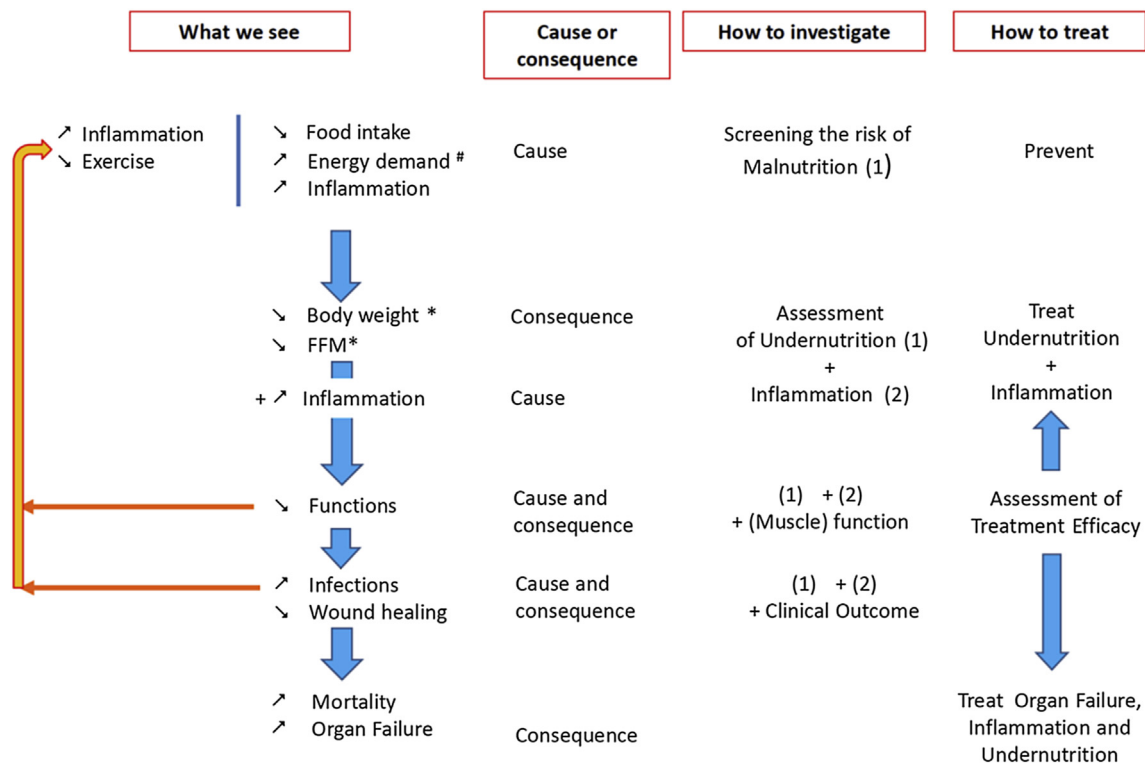 What we see
Cause or
consequence
How to investigate
How to treat
↗ Inflammation
↘ Exercise
↘ Food intake
↗ Energy demand #
↗ Inflammation
Cause
Screening the risk of
Malnutrition (1)
Prevent
↘ Body weight *
↘ FFM*
Consequence
+ ↗ Inflammation
Cause
Assessment
of Undernutrition (1)
+
Inflammation (2)
Treat
Undernutrition
+
Inflammation
↘ Functions
Cause and
consequence
(1) + (2)
+ (Muscle) function
Assessment of
Treatment Efficacy
↗ Infections
↘ Wound healing
Cause and
consequence
(1) + (2)
+ Clinical Outcome
↗ Mortality
↗ Organ Failure
Consequence
Treat Organ Failure,
Inflammation and
Undernutrition